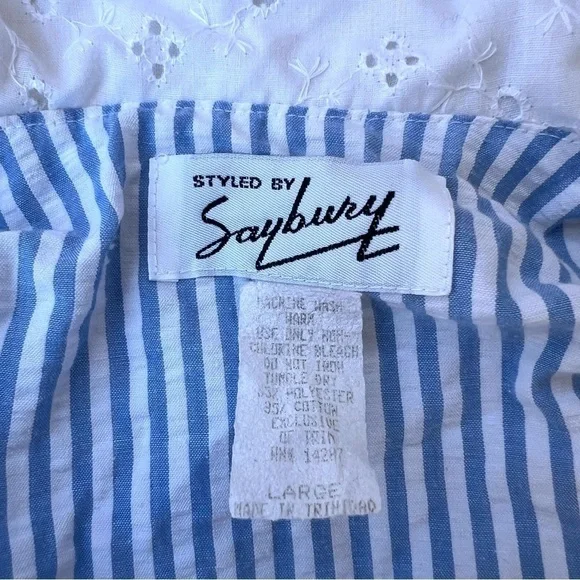 STYLED BY
Saybury
MACHINE WASH
WARM
USE ONLY NON-
CHLORINE BLEACH
DO NOT IRON
TUMBLE DRY
POLYESTER
COTTON
EXCLUSIVE
OF TRIM
LARGE
MADE IN TRINIDAD